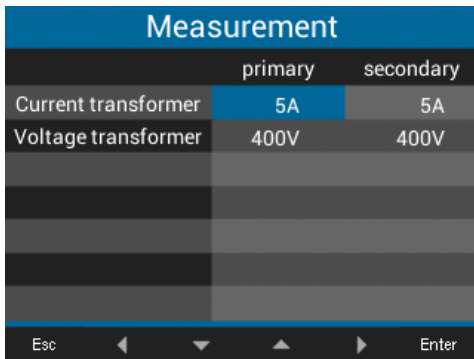 Measurement
primary secondary
Current transformer 5A 5A
Voltage transformer 400V 400V
Esc Enter